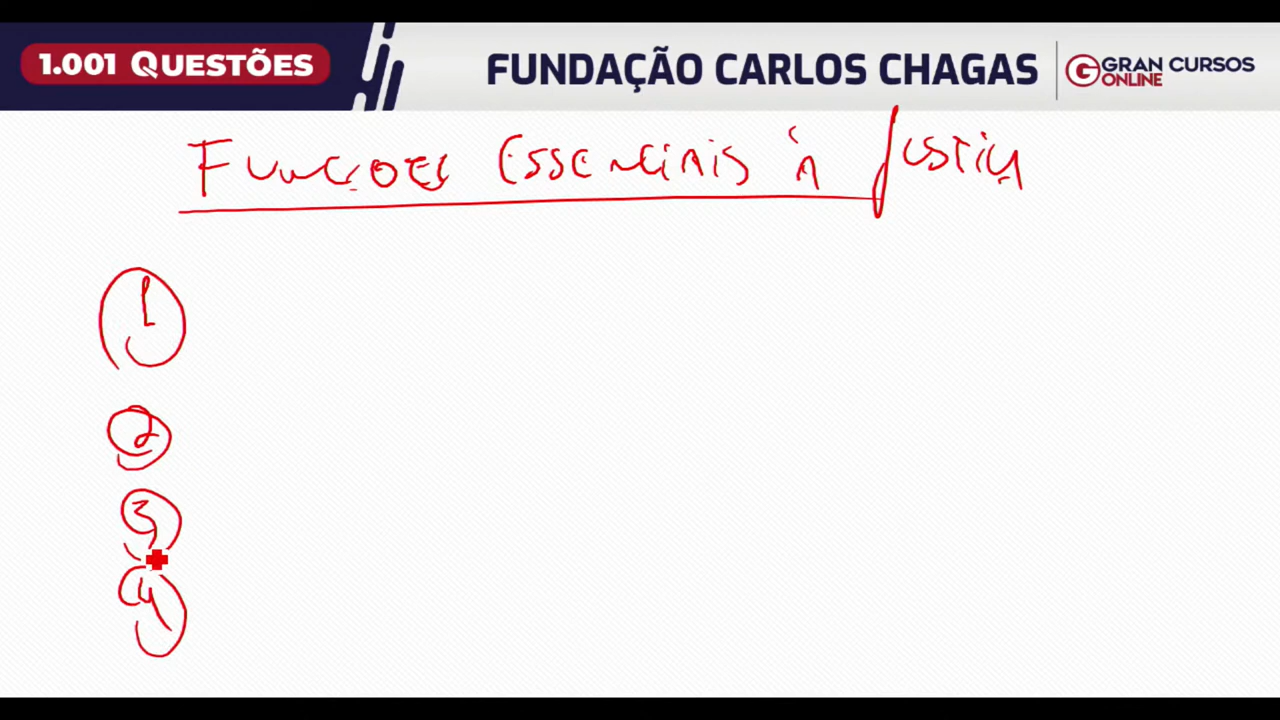 1.001 QUESTÕES
FUNDAÇÃO CARLOS CHAGAS
GRAN CURSOS
ONLINE
Funções Essenciais à Justiça
1
2
3
4